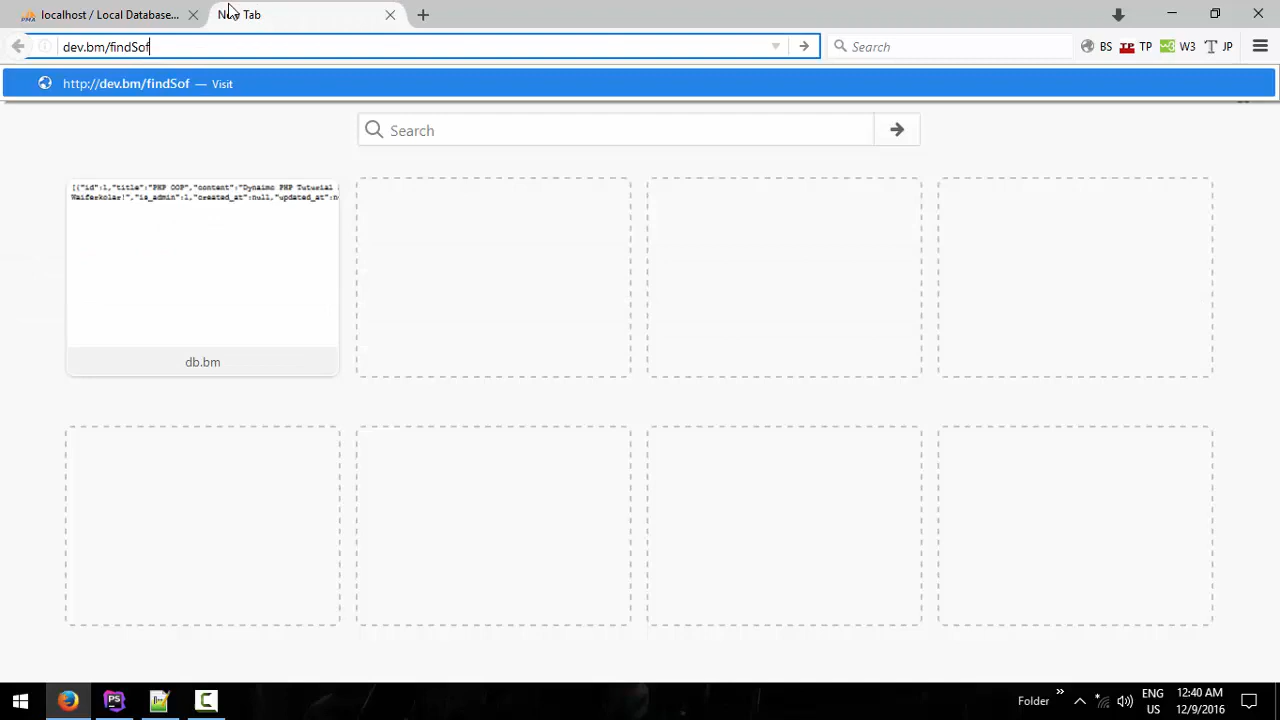 localhost / Local Database...
New Tab
dev.bm/findSof
Search
BS
TP
W3
JP
http://dev.bm/findSof — Visit
Search
[{"id":1,"title":"PHP OOP","content":"Dynaimc PHP Tuturial
Waiferkolar!","is_admin":1,"created_at":null,"updated_at":n
db.bm
Folder
ENG
US
12:40 AM
12/9/2016